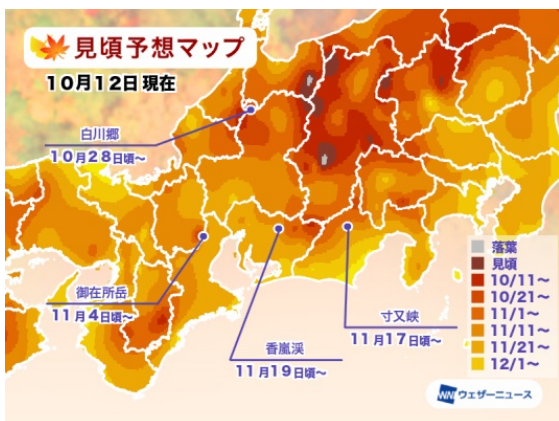 見頃予想マップ
10月12日 現在
白川郷
10月28日頃〜
御在所岳
11月4日頃〜
香嵐渓
11月19日頃〜
寸又峡
11月17日頃〜
落葉
見頃
10/11〜
10/21〜
11/1〜
11/11〜
11/21〜
12/1〜
WNI ウェザーニュース